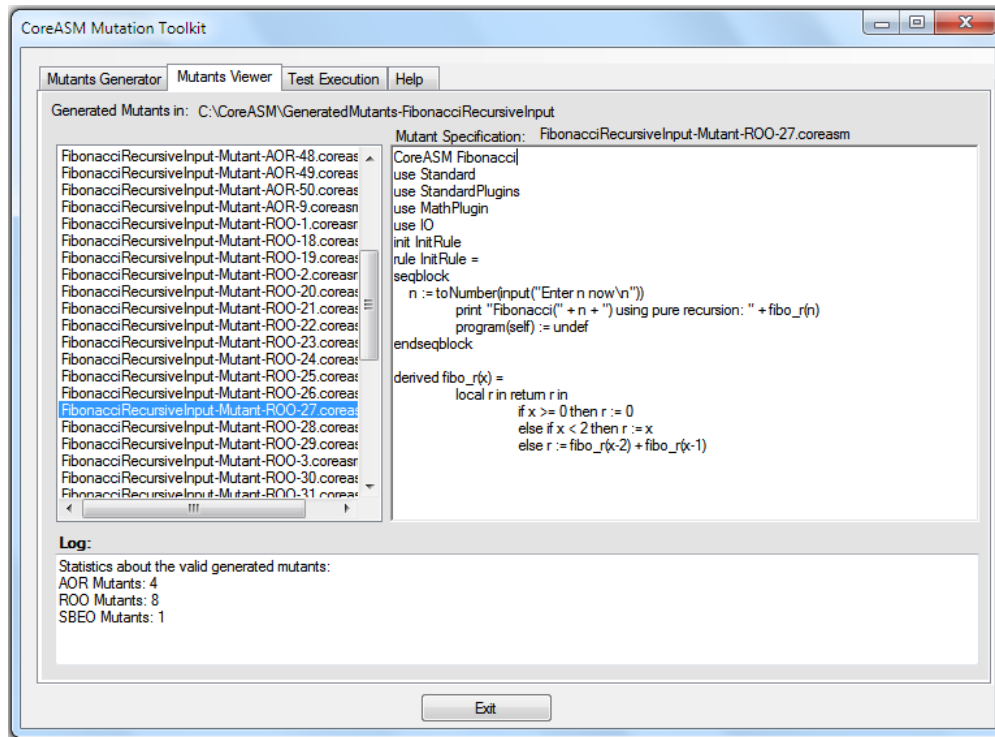 CoreASM Mutation Toolkit
Mutants Generator Mutants Viewer Test Execution Help
Generated Mutants in: C:\CoreASM\GeneratedMutants-FibonacciRecursiveInput
Mutant Specification: FibonacciRecursiveInput-Mutant-ROO-27.coreasm
FibonacciRecursiveInput-Mutant-AOR-48.coreas
FibonacciRecursiveInput-Mutant-AOR-49.coreas
FibonacciRecursiveInput-Mutant-AOR-50.coreas
FibonacciRecursiveInput-Mutant-AOR-9.coreasm
FibonacciRecursiveInput-Mutant-ROO-1.coreasm
FibonacciRecursiveInput-Mutant-ROO-18.coreas
FibonacciRecursiveInput-Mutant-ROO-19.coreas
FibonacciRecursiveInput-Mutant-ROO-2.coreasm
FibonacciRecursiveInput-Mutant-ROO-20.coreas
FibonacciRecursiveInput-Mutant-ROO-21.coreas
FibonacciRecursiveInput-Mutant-ROO-22.coreas
FibonacciRecursiveInput-Mutant-ROO-23.coreas
FibonacciRecursiveInput-Mutant-ROO-24.coreas
FibonacciRecursiveInput-Mutant-ROO-25.coreas
FibonacciRecursiveInput-Mutant-ROO-26.coreas
FibonacciRecursiveInput-Mutant-ROO-27.coreas
FibonacciRecursiveInput-Mutant-ROO-28.coreas
FibonacciRecursiveInput-Mutant-ROO-29.coreas
FibonacciRecursiveInput-Mutant-ROO-3.coreasm
FibonacciRecursiveInput-Mutant-ROO-30.coreas
FibonacciRecursiveInput-Mutant-ROO-31.coreas
CoreASM Fibonacci
use Standard
use StandardPlugins
use MathPlugin
use IO
init InitRule
rule InitRule =
seqblock
n := toNumber(input("Enter n now\n"))
print "Fibonacci(" + n + ") using pure recursion: " + fibo_r(n)
program(self) := undef
endseqblock
derived fibo_r(x) =
local r in return r in
if x >= 0 then r := 0
else if x < 2 then r := x
else r := fibo_r(x-2) + fibo_r(x-1)
Log:
Statistics about the valid generated mutants:
AOR Mutants: 4
ROO Mutants: 8
SBEO Mutants: 1
Exit